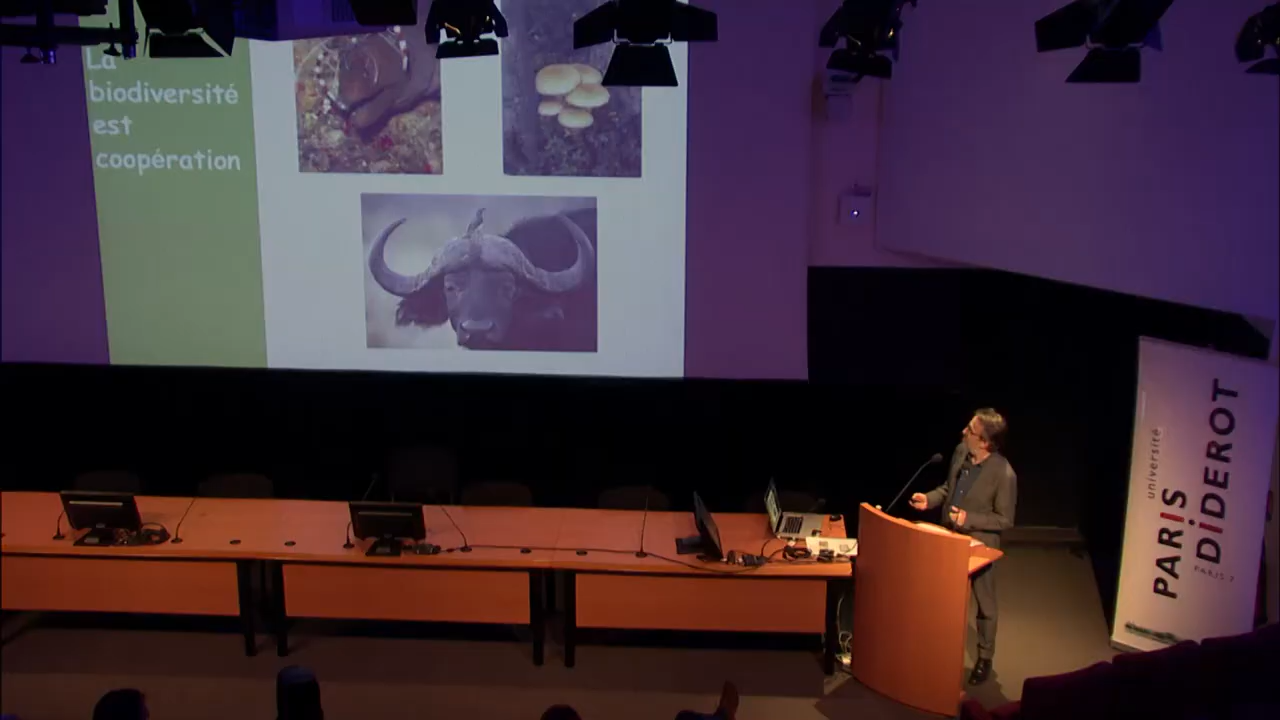 La
biodiversité
est
coopération
université
PARIS
DiDEROT
PARIS 7